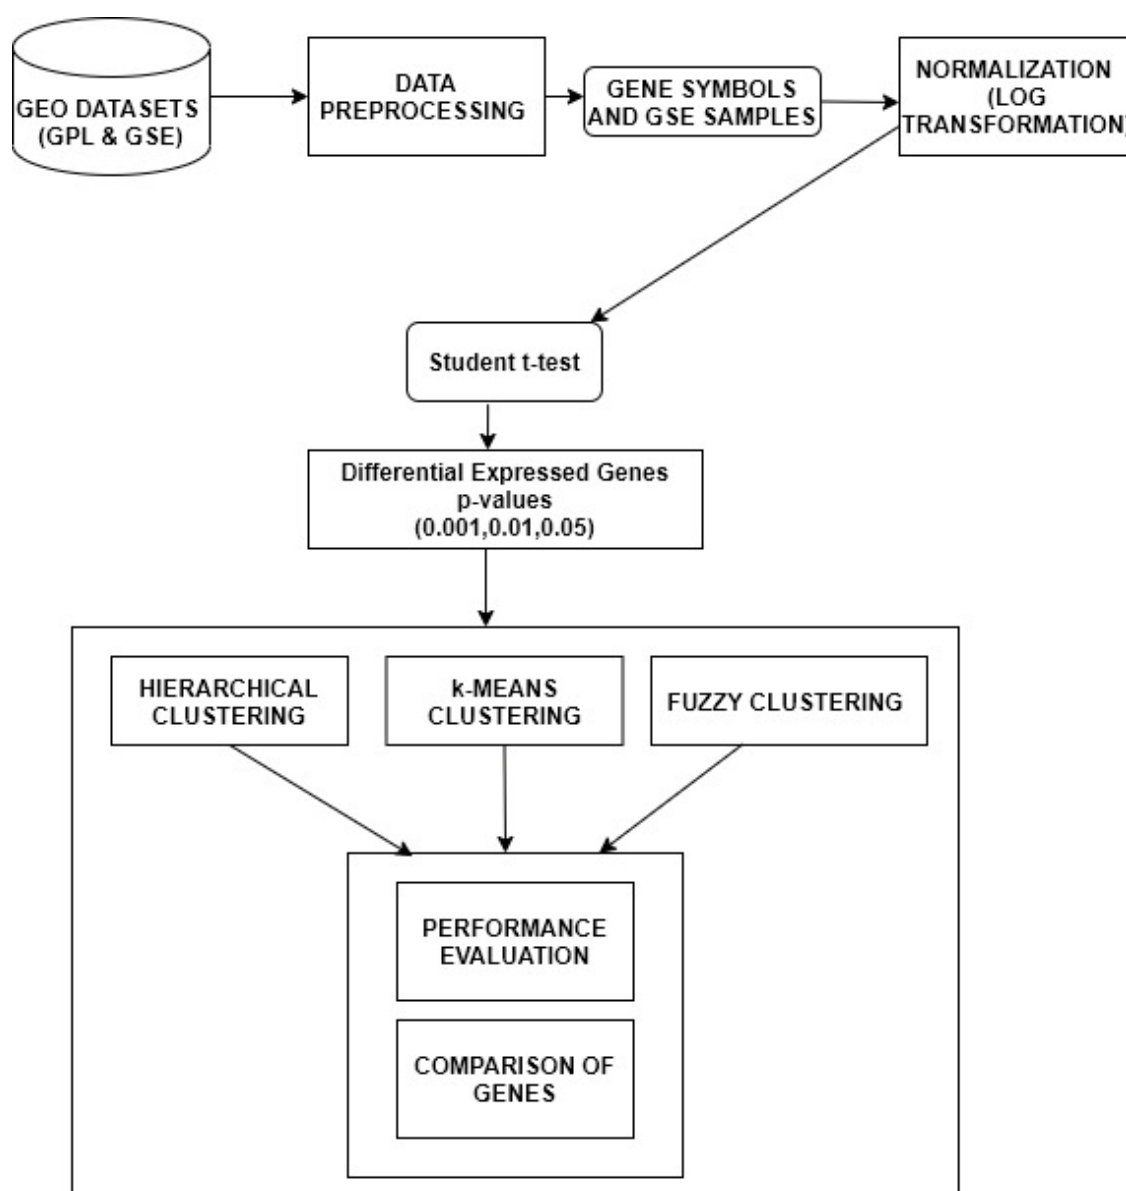 GEO DATASETS
(GPL & GSE)
DATA
PREPROCESSING
GENE SYMBOLS
AND GSE SAMPLES
NORMALIZATION
(LOG
TRANSFORMATION)
Student t-test
Differential Expressed Genes
p-values
(0.001,0.01,0.05)
HIERARCHICAL
CLUSTERING
k-MEANS
CLUSTERING
FUZZY CLUSTERING
PERFORMANCE
EVALUATION
COMPARISON OF
GENES